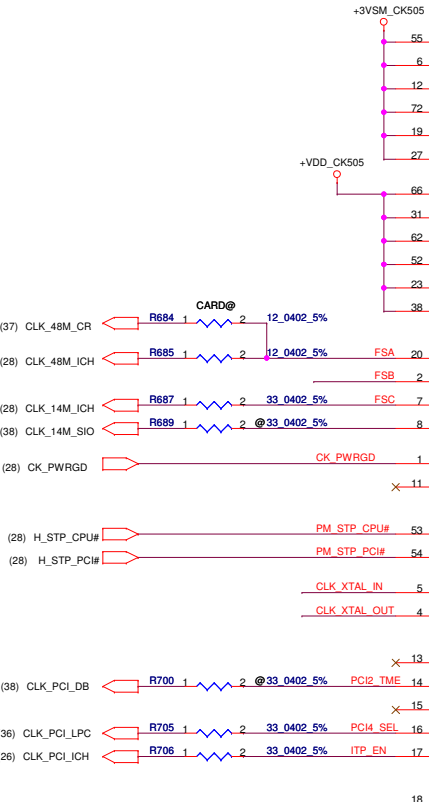 +3VSM_CK505
55
6
12
72
19
27
+VDD_CK505
66
31
62
52
23
38
CARD@
(37) CLK_48M_CR R684 1 2 12_0402_5%
(28) CLK_48M_ICH R685 1 2 12_0402_5% FSA 20
FSB 2
(28) CLK_14M_ICH R687 1 2 33_0402_5% FSC 7
(38) CLK_14M_SIO R689 1 2 @33_0402_5% 8
(28) CK_PWRGD CK_PWRGD 1
11
(28) H_STP_CPU# PM_STP_CPU# 53
(28) H_STP_PCI# PM_STP_PCI# 54
CLK_XTAL_IN 5
CLK_XTAL_OUT 4
13
(38) CLK_PCI_DB R700 1 2 @33_0402_5% PCI2_TME 14
15
36) CLK_PCI_LPC R705 1 2 33_0402_5% PCI4_SEL 16
26) CLK_PCI_ICH R706 1 2 33_0402_5% ITP_EN 17
18